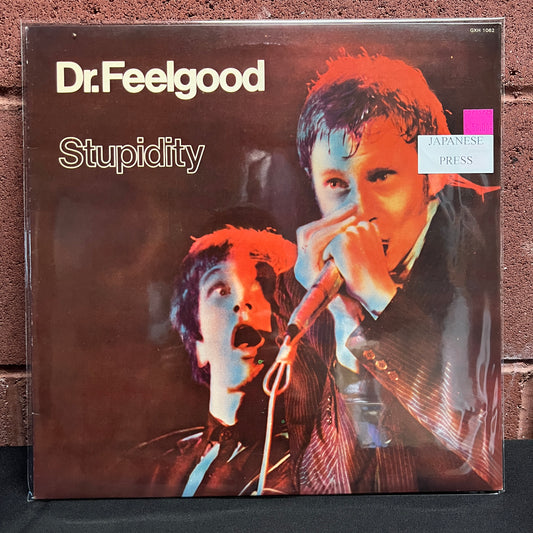 GXH 1062
Dr.Feelgood
Stupidity
JAPANESE
PRESS